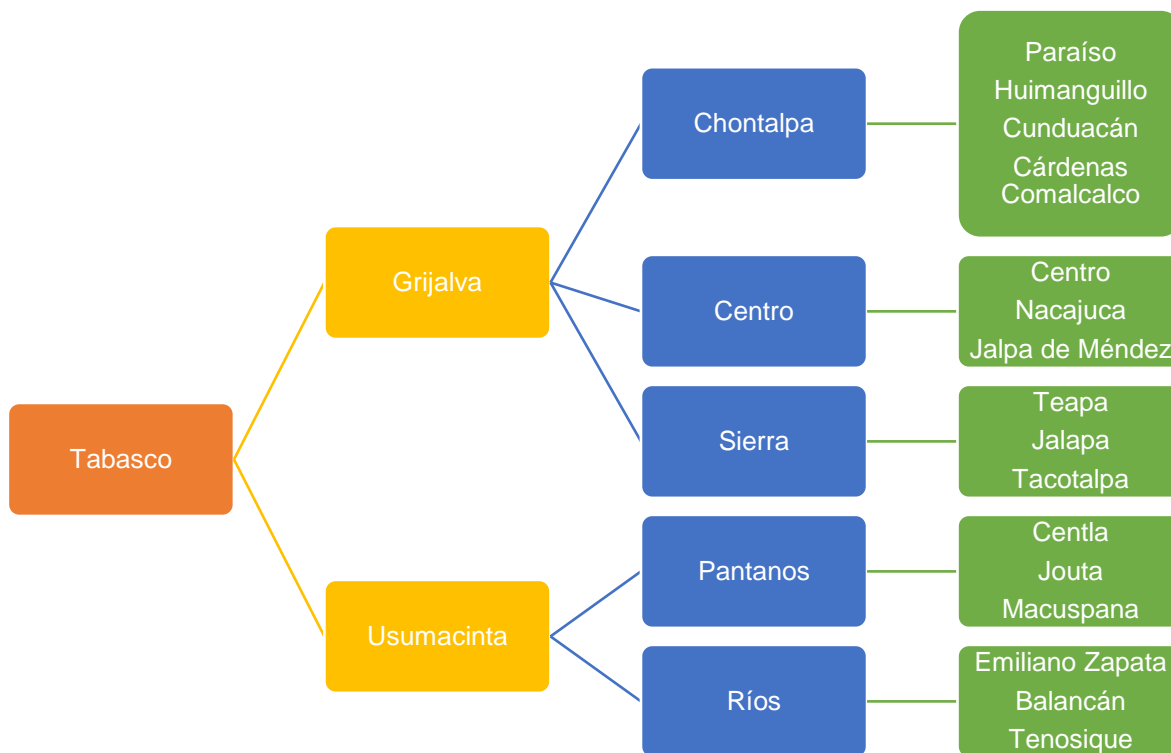 Tabasco
Grijalva
Chontalpa
Paraíso
Huimanguillo
Cunduacán
Cárdenas
Comalcalco
Centro
Centro
Nacajuca
Jalpa de Méndez
Sierra
Teapa
Jalapa
Tacotalpa
Usumacinta
Pantanos
Centla
Jouta
Macuspana
Ríos
Emiliano Zapata
Balancán
Tenosique